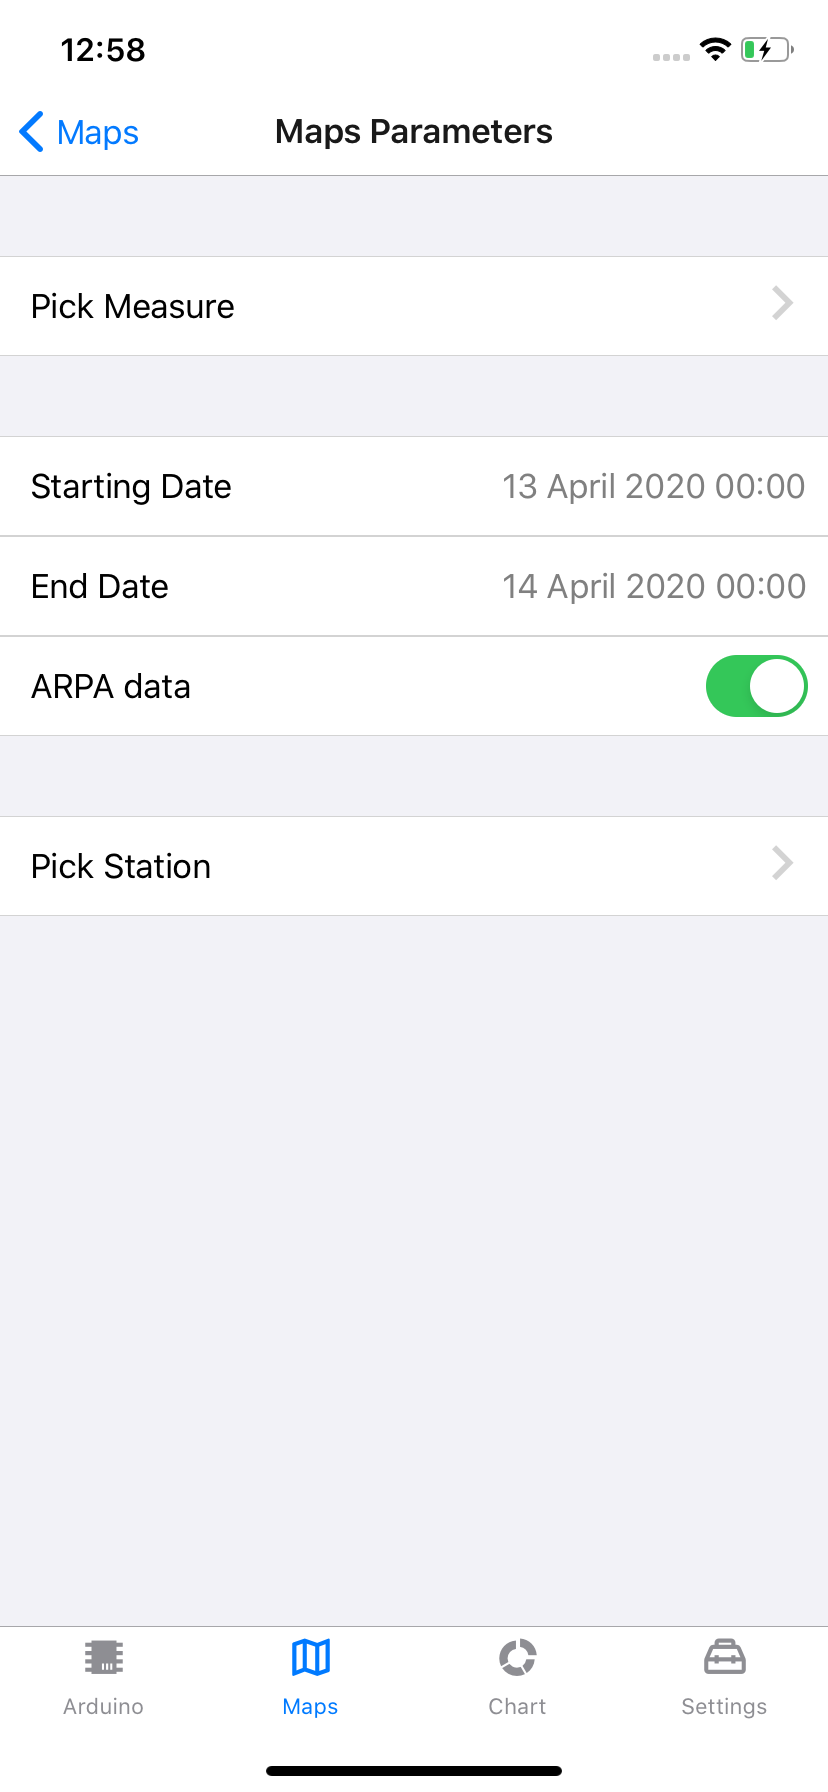 12:58
Maps
Maps Parameters
Pick Measure
Starting Date 13 April 2020 00:00
End Date 14 April 2020 00:00
ARPA data
Pick Station
Arduino Maps Chart Settings